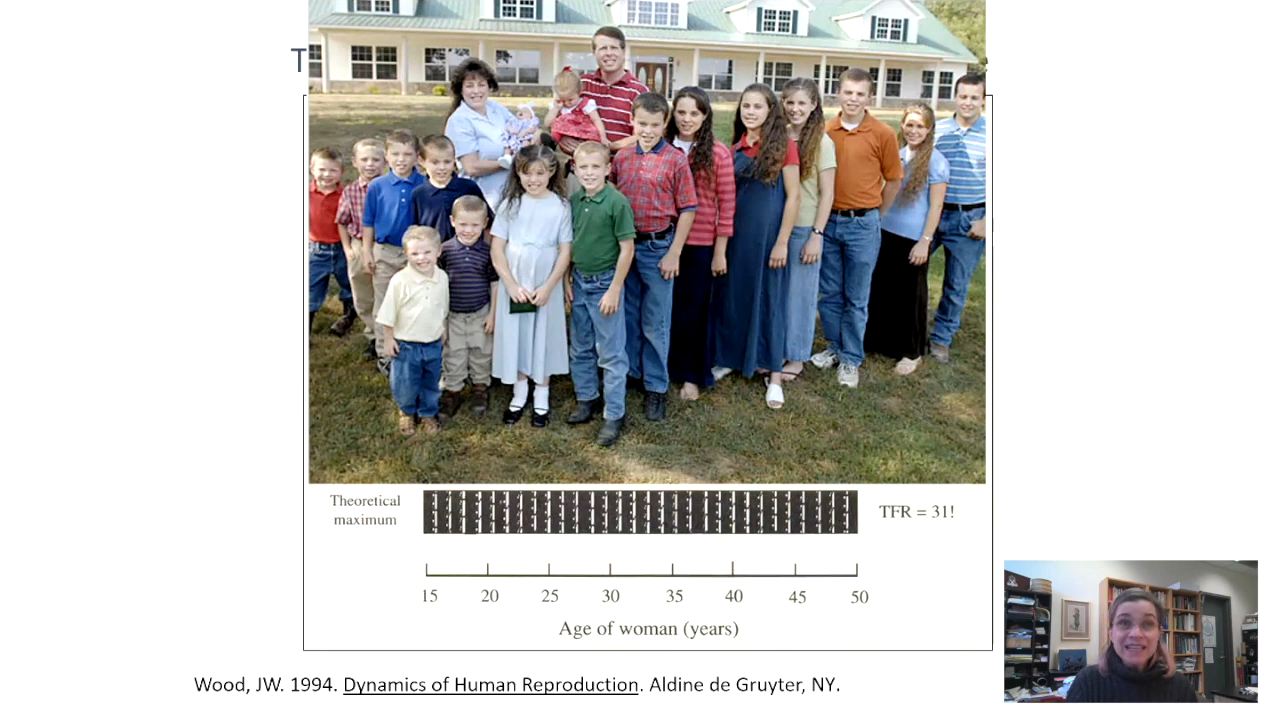 T
Theoretical
maximum
TFR = 31!
15 20 25 30 35 40 45 50
Age of woman (years)
Wood, JW. 1994. Dynamics of Human Reproduction. Aldine de Gruyter, NY.